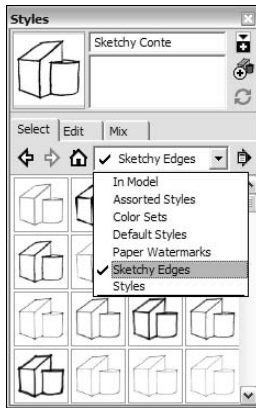 Styles
Sketchy Conte
Select Edit Mix
Sketchy Edges
In Model
Assorted Styles
Color Sets
Default Styles
Paper Watermarks
Sketchy Edges
Styles